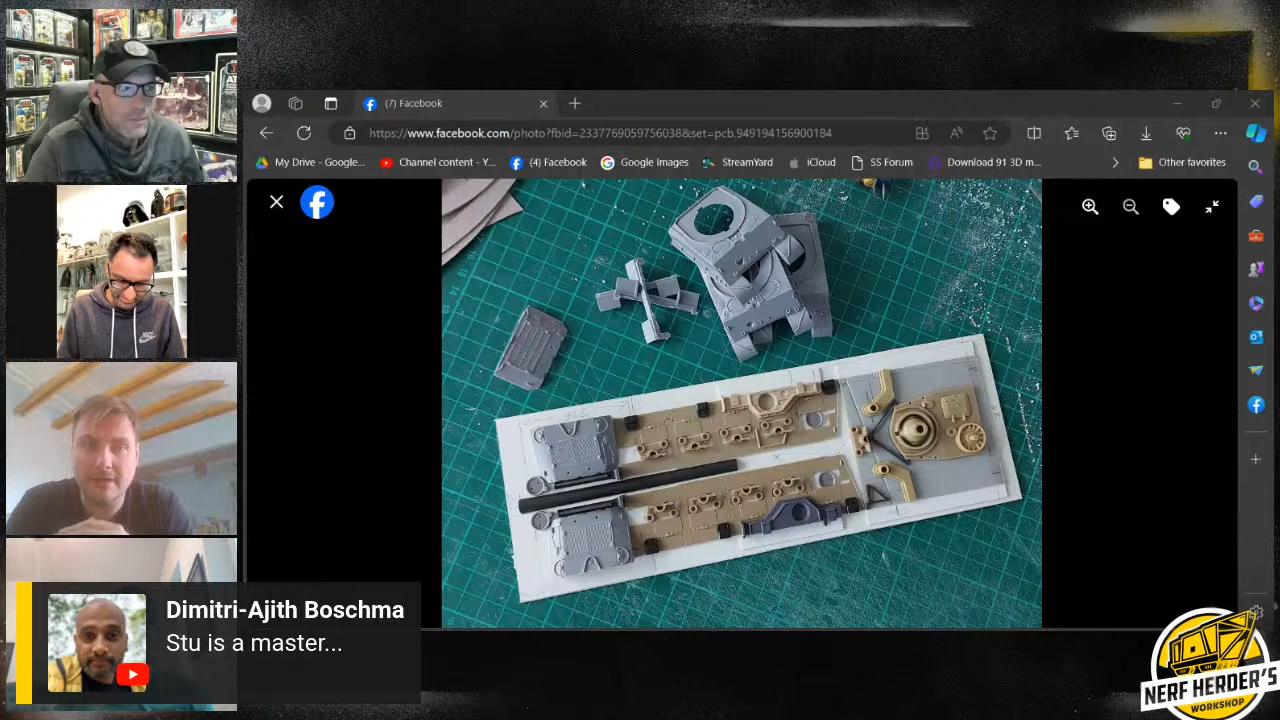 (7) Facebook
https://www.facebook.com/photo?fbid=2337769059756038&set=pcb.949194156900184
My Drive - Google...
Channel content - Y...
(4) Facebook
Google Images
StreamYard
iCloud
SS Forum
Download 91 3D m...
Other favorites
Dimitri-Ajith Boschma
Stu is a master...
NERF HERDER'S
WORKSHOP